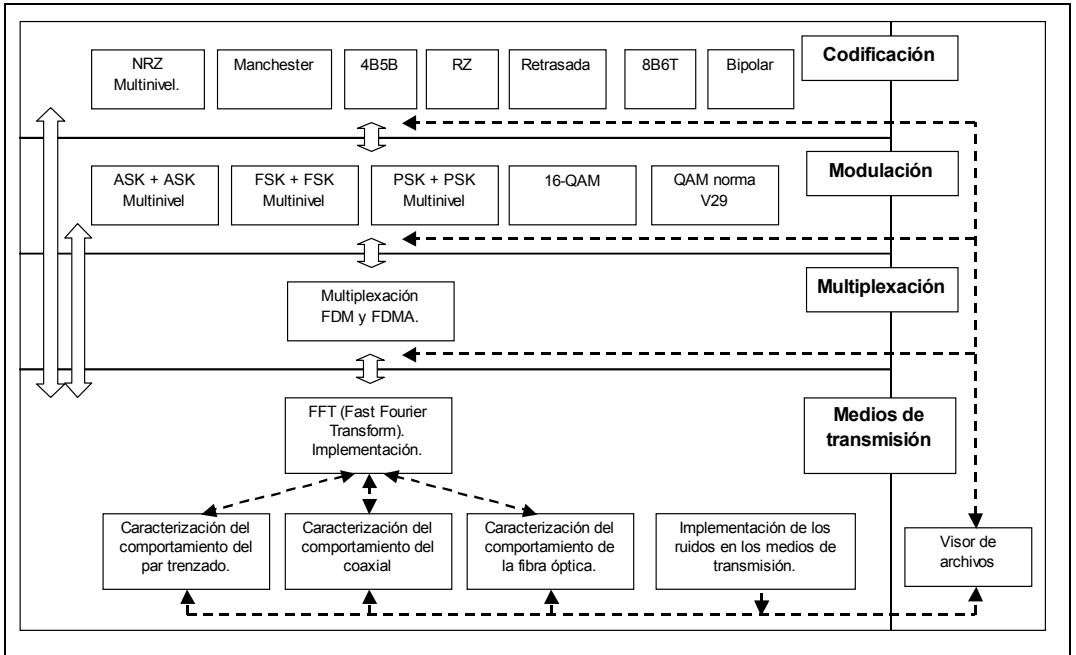 Codificación
NRZ
Multinivel.
Manchester
4B5B
RZ
Retrasada
8B6T
Bipolar
Modulación
ASK + ASK
Multinivel
FSK + FSK
Multinivel
PSK + PSK
Multinivel
16-QAM
QAM norma
V29
Multiplexación
Multiplexación
FDM y FDMA.
Medios de
transmisión
FFT (Fast Fourier
Transform).
Implementación.
Caracterización del
comportamiento del
par trenzado.
Caracterización del
comportamiento del
coaxial
Caracterización del
comportamiento de
la fibra óptica.
Implementación de los
ruidos en los medios de
transmisión.
Visor de
archivos